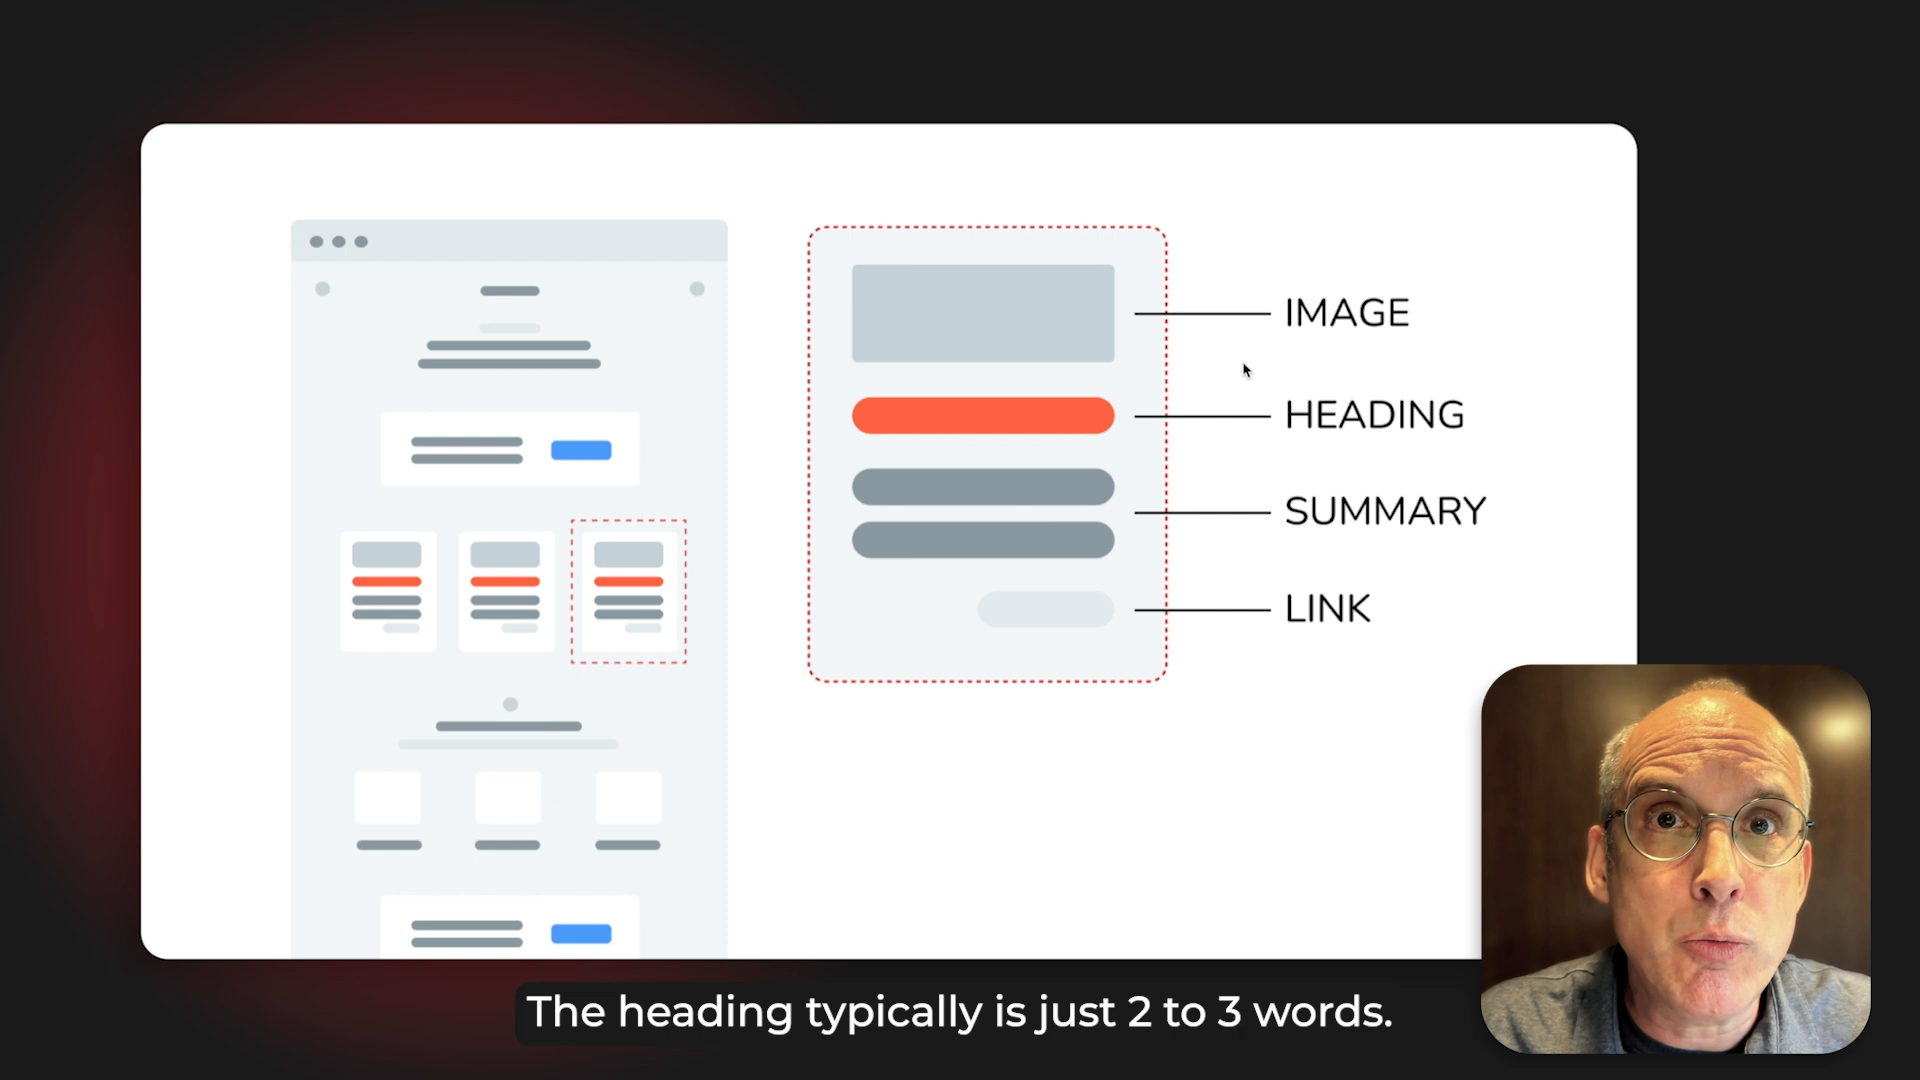 IMAGE
HEADING
SUMMARY
LINK
The heading typically is just 2 to 3 words.